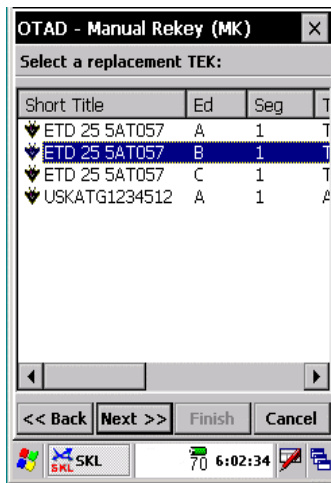 OTAD - Manual Rekey (MK)
Select a replacement TEK:
Short Title Ed Seg T
ETD 25 5AT057 A 1 T
ETD 25 5AT057 B 1 T
ETD 25 5AT057 C 1 T
USKATG1234512 A 1 A
<< Back Next >> Finish Cancel
SKL SKL 70 6:02:34